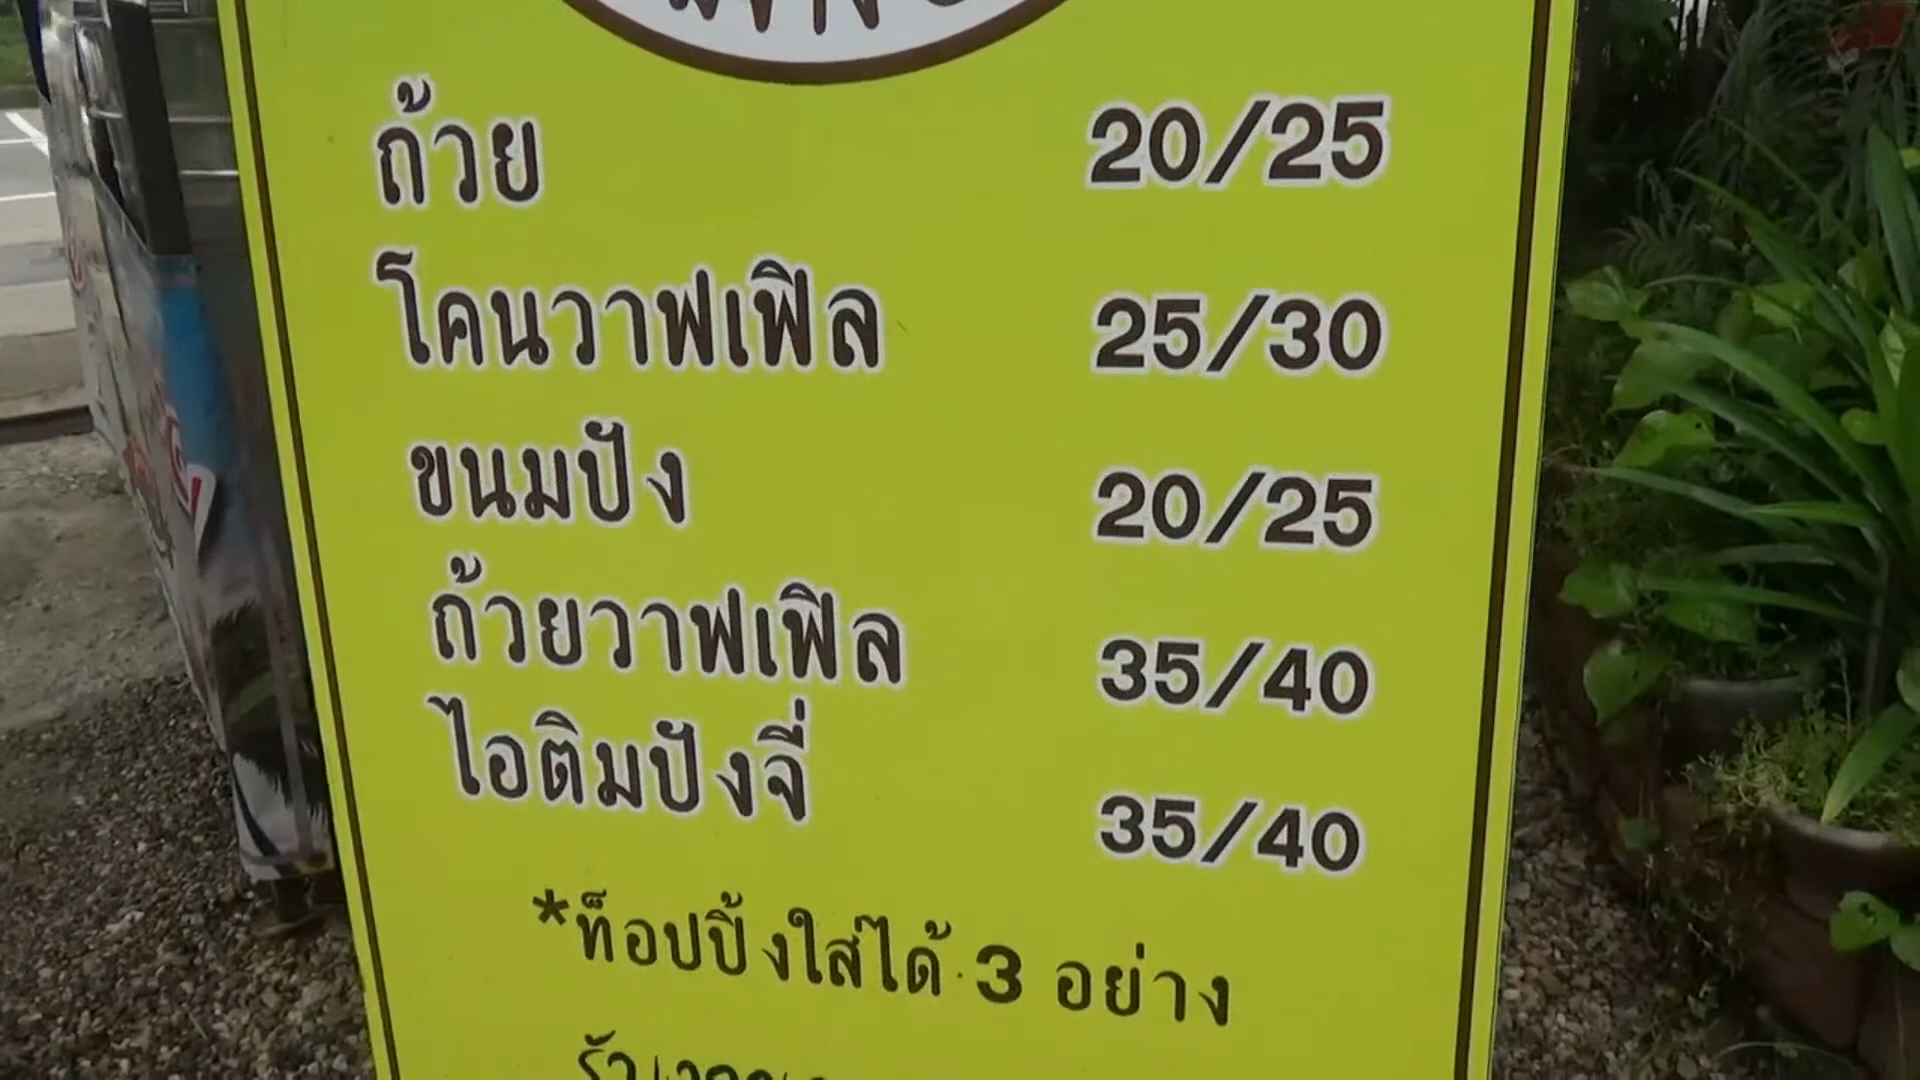 ถ้วย 20/25
โคนวาฟเฟิล 25/30
ขนมปัง 20/25
ถ้วยวาฟเฟิล 35/40
ไอติมปังจี่ 35/40
*ท็อปปิ้งใส่ได้ 3 อย่าง